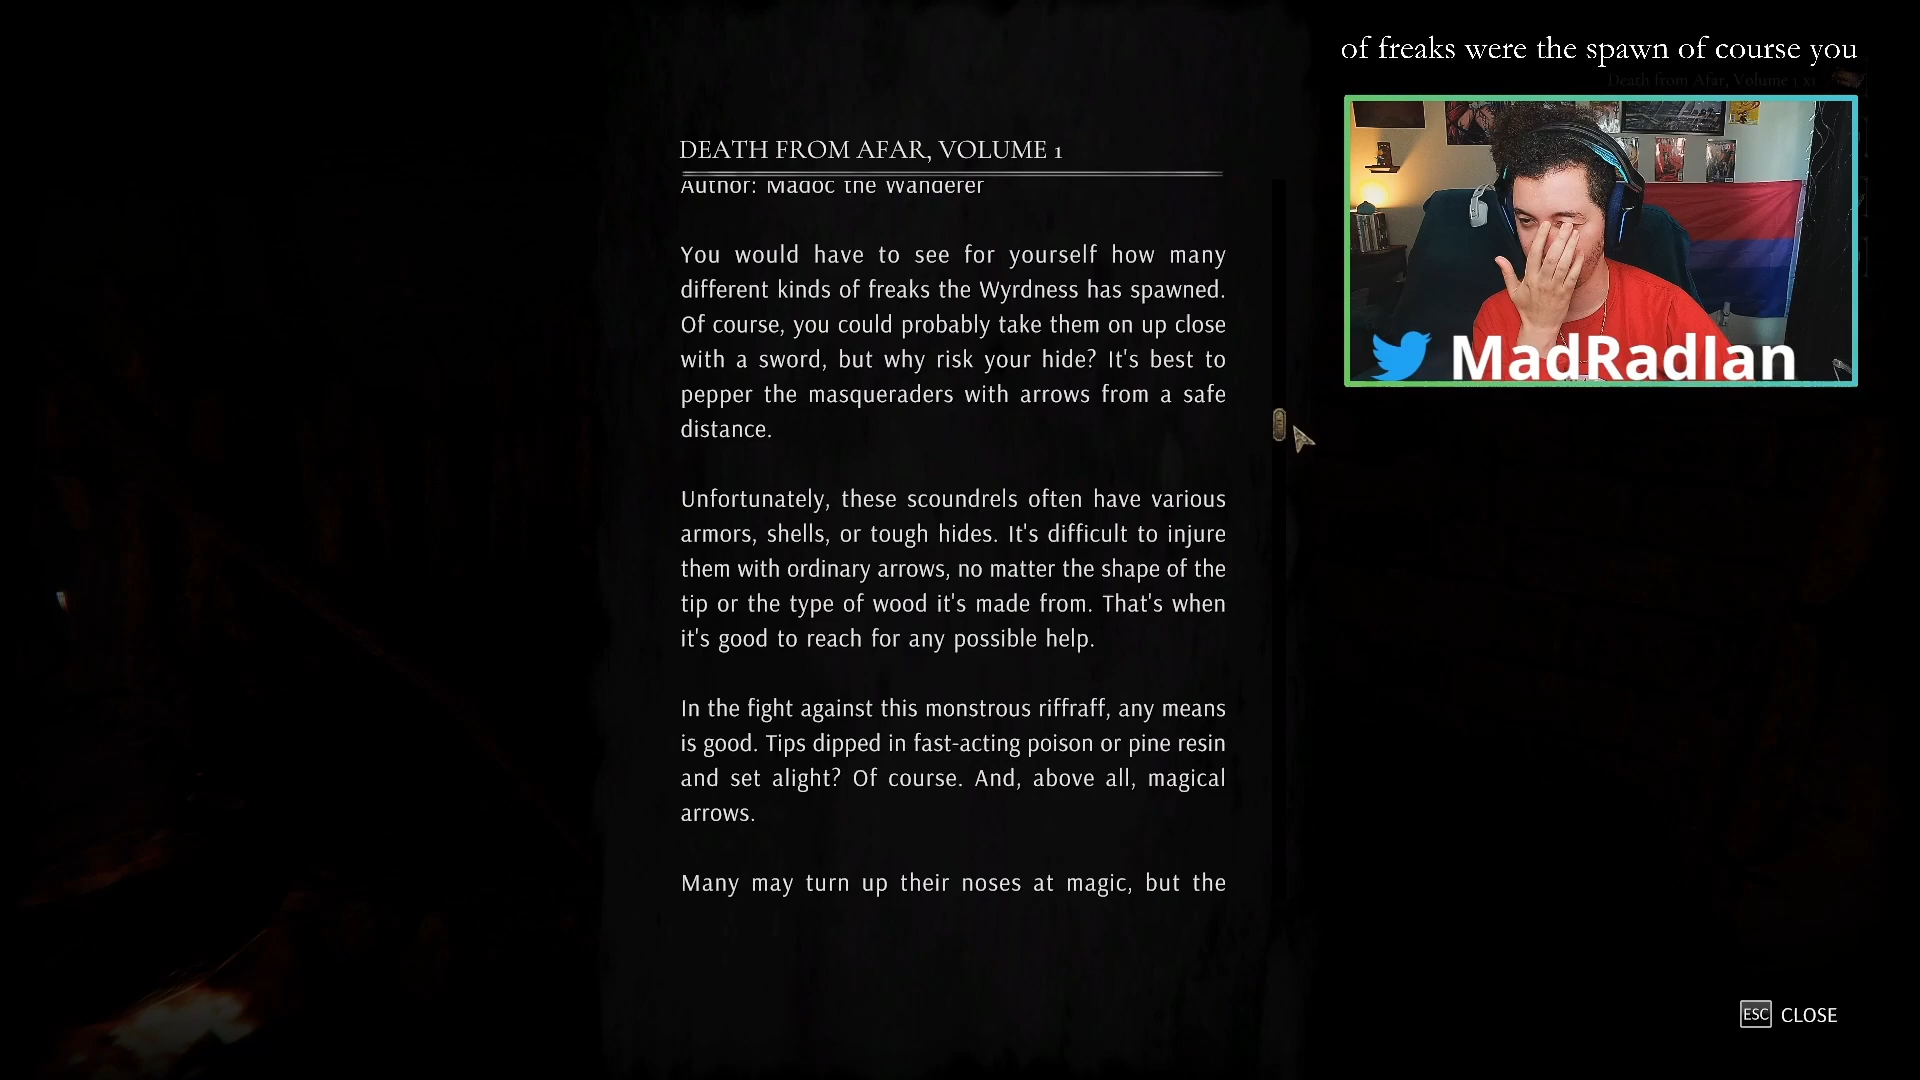 of freaks were the spawn of course you
Death from Afar, Volume 1 x1
DEATH FROM AFAR, VOLUME 1
Author: Madoc the Wanderer
You would have to see for yourself how many
different kinds of freaks the Wyrdness has spawned.
Of course, you could probably take them on up close
with a sword, but why risk your hide? It's best to
pepper the masqueraders with arrows from a safe
distance.
Unfortunately, these scoundrels often have various
armors, shells, or tough hides. It's difficult to injure
them with ordinary arrows, no matter the shape of the
tip or the type of wood it's made from. That's when
it's good to reach for any possible help.
In the fight against this monstrous riffraff, any means
is good. Tips dipped in fast-acting poison or pine resin
and set alight? Of course. And, above all, magical
arrows.
Many may turn up their noses at magic, but the
MadRadIan
ESC CLOSE